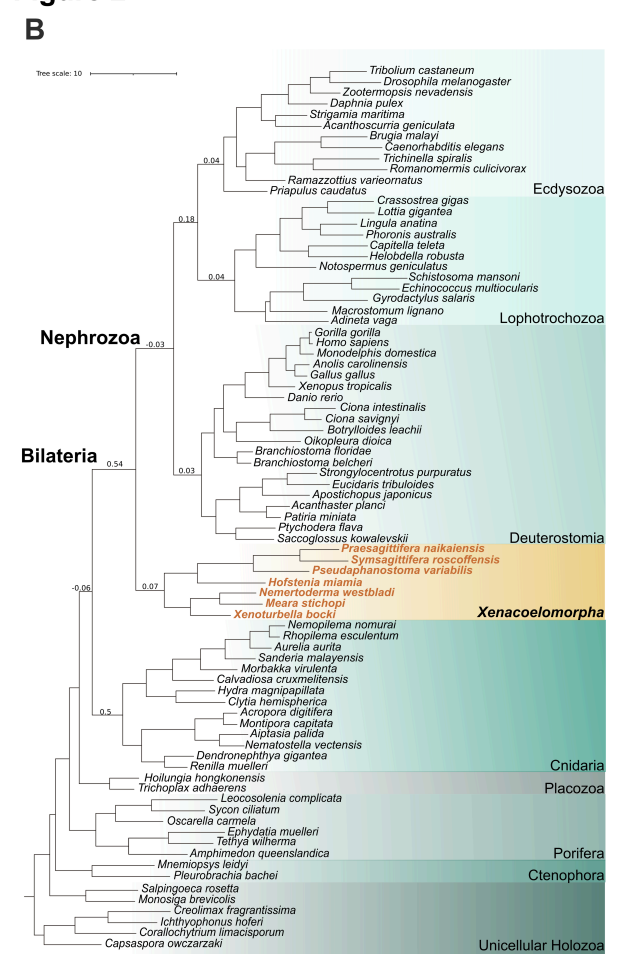 B
Tree scale: 10
Tribolium castaneum
Drosophila melanogaster
Zootermopsis nevadensis
Daphnia pulex
Strigamia maritima
Acanthoscurria geniculata
Brugia malayi
Caenorhabditis elegans
Trichinella spiralis
0.04
Romanomermis culicivorax
Ramazzottius varieornatus
Priapulus caudatus
Ecdysozoa
Crassostrea gigas
Lottia gigantea
0.18
Lingula anatina
Phoronis australis
Capitella teleta
Helobdella robusta
Notospermus geniculatus
0.04
Schistosoma mansoni
Echinococcus multiocularis
Gyrodactylus salaris
Macrostomum lignano
Adineta vaga
Lophotrochozoa
Gorilla gorilla
Nephrozoa
-0.03
Homo sapiens
Monodelphis domestica
Anolis carolinensis
Gallus gallus
Xenopus tropicalis
Danio rerio
Ciona intestinalis
Ciona savignyi
Botrylloides leachii
Oikopleura dioica
Branchiostoma floridae
Bilateria
0.54
Branchiostoma belcheri
0.03
Strongylocentrotus purpuratus
Eucidaris tribuloides
Apostichopus japonicus
Acanthaster planci
Patiria miniata
Ptychodera flava
Saccoglossus kowalevskii
Deuterostomia
Praesagittifera naikaiensis
Symsagittifera roscoffensis
Pseudaphanostoma variabilis
Hofstenia miamia
-0.06
0.07
Nemertoderma westbladi
Meara stichopi
Xenoturbella bocki
Xenacoelomorpha
Nemopilema nomurai
Rhopilema esculentum
Aurelia aurita
Sanderia malayensis
Morbakka virulenta
Calvadiosa cruxmelitensis
Hydra magnipapillata
Clytia hemispherica
0.5
Acropora digitifera
Montipora capitata
Aiptasia palida
Nematostella vectensis
Dendronephthya gigantea
Renilla muelleri
Cnidaria
Hoilungia hongkonensis
Trichoplax adhaerens
Placozoa
Leocosolenia complicata
Sycon ciliatum
Oscarella carmela
Ephydatia muelleri
Tethya wilherma
Amphimedon queenslandica
Porifera
Mnemiopsys leidyi
Pleurobrachia bachei
Ctenophora
Salpingoeca rosetta
Monosiga brevicolis
Creolimax fragrantissima
Ichthyophonus hoferi
Corallochytrium limacisporum
Capsaspora owczarzaki
Unicellular Holozoa